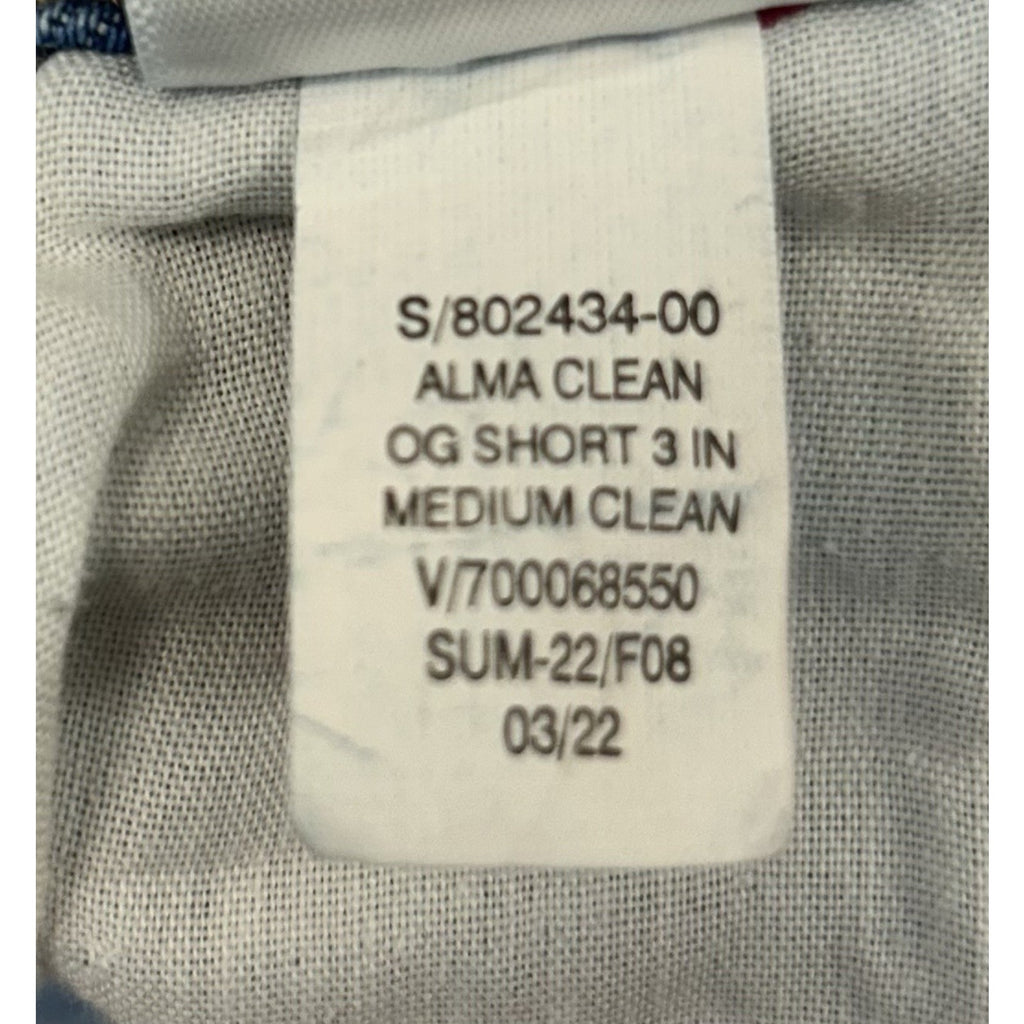 S/802434-00
ALMA CLEAN
OG SHORT 3 IN
MEDIUM CLEAN
V/700068550
SUM-22/F08
03/22